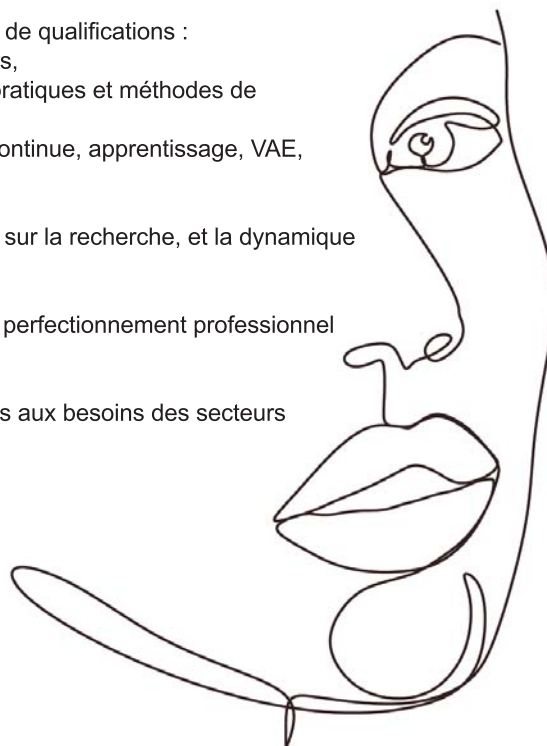 de qualifications :
s,
pratiques et méthodes de
ontinue, apprentissage, VAE,
sur la recherche, et la dynamique
perfectionnement professionnel
s aux besoins des secteurs